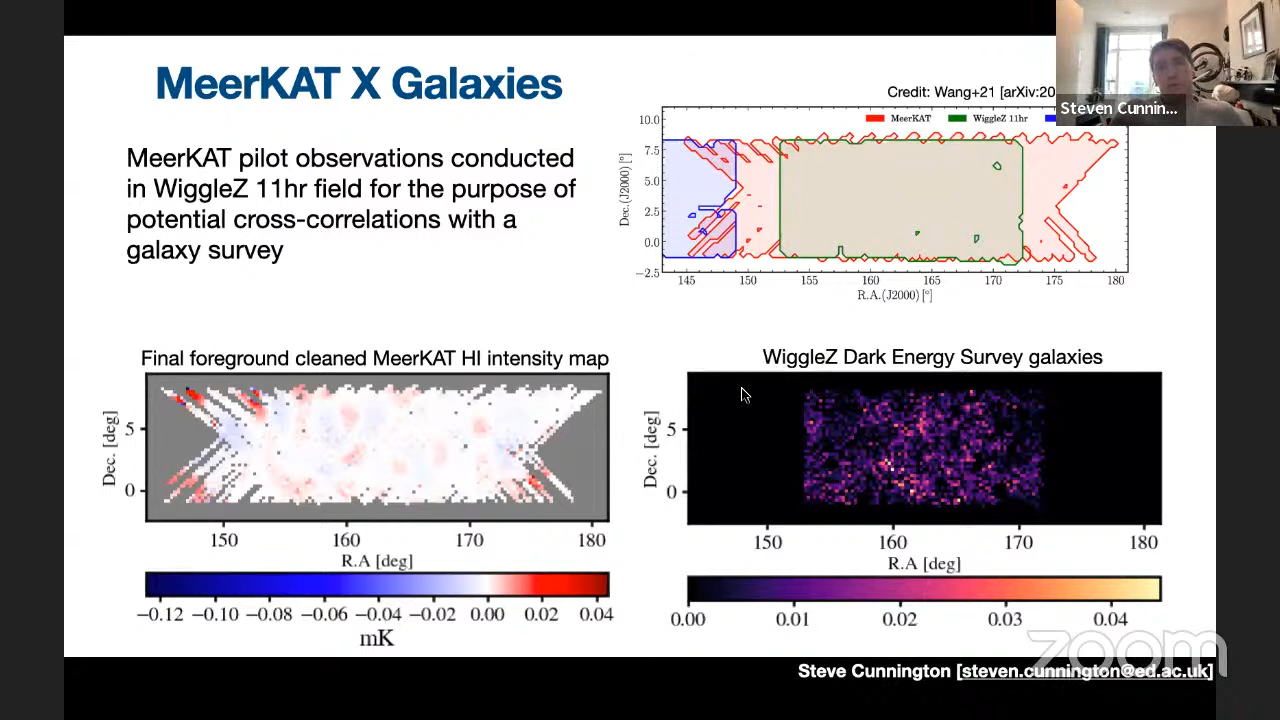 MeerKAT X Galaxies
Steven Cunnin...
MeerKAT pilot observations conducted
in WiggleZ 11hr field for the purpose of
potential cross-correlations with a
galaxy survey
Credit: Wang+21 [arXiv:20
MeerKAT
WiggleZ 11hr
10.0
7.5
5.0
2.5
0.0
−2.5
Dec.(J2000) [°]
145 150 155 160 165 170 175 180
R.A.(J2000) [°]
Final foreground cleaned MeerKAT HI intensity map
Dec. [deg]
5
0
150 160 170 180
R.A [deg]
−0.12 −0.10 −0.08 −0.06 −0.04 −0.02 0.00 0.02 0.04
mK
WiggleZ Dark Energy Survey galaxies
Dec. [deg]
5
0
150 160 170 180
R.A [deg]
0.00 0.01 0.02 0.03 0.04
zoom
Steve Cunnington [steven.cunnington@ed.ac.uk]